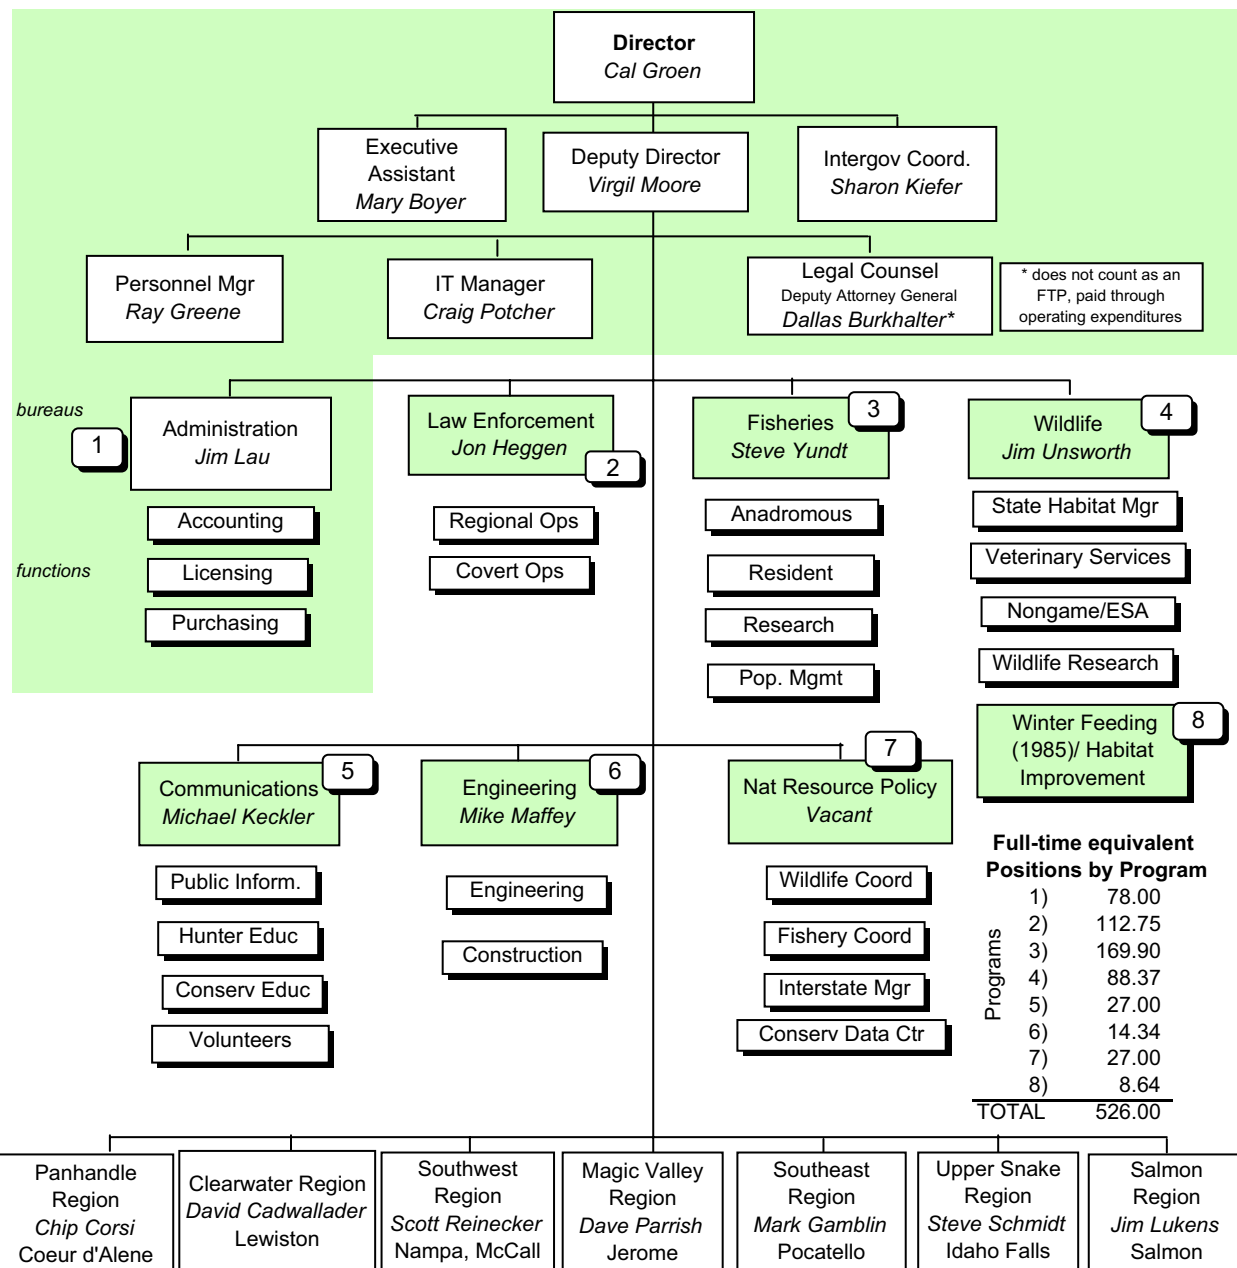 Director
Cal Groen
Executive
Assistant
Mary Boyer
Deputy Director
Virgil Moore
Intergov Coord.
Sharon Kiefer
Personnel Mgr
Ray Greene
IT Manager
Craig Potcher
Legal Counsel
Deputy Attorney General
Dallas Burkhalter*
* does not count as an
FTP, paid through
operating expenditures
bureaus
1
Administration
Jim Lau
Law Enforcement
Jon Heggen
2
Fisheries
Steve Yundt
3
Wildlife
Jim Unsworth
4
functions
Accounting
Licensing
Purchasing
Regional Ops
Covert Ops
Anadromous
Resident
Research
Pop. Mgmt
State Habitat Mgr
Veterinary Services
Nongame/ESA
Wildlife Research
Winter Feeding
(1985)/ Habitat
Improvement
8
Communications
Michael Keckler
5
Engineering
Mike Maffey
6
Nat Resource Policy
Vacant
7
Public Inform.
Hunter Educ
Conserv Educ
Volunteers
Engineering
Construction
Wildlife Coord
Fishery Coord
Interstate Mgr
Conserv Data Ctr
Full-time equivalent
Positions by Program
Programs
1) 78.00
2) 112.75
3) 169.90
4) 88.37
5) 27.00
6) 14.34
7) 27.00
8) 8.64
TOTAL 526.00
Panhandle
Region
Chip Corsi
Coeur d'Alene
Clearwater Region
David Cadwallader
Lewiston
Southwest
Region
Scott Reinecker
Nampa, McCall
Magic Valley
Region
Dave Parrish
Jerome
Southeast
Region
Mark Gamblin
Pocatello
Upper Snake
Region
Steve Schmidt
Idaho Falls
Salmon
Region
Jim Lukens
Salmon